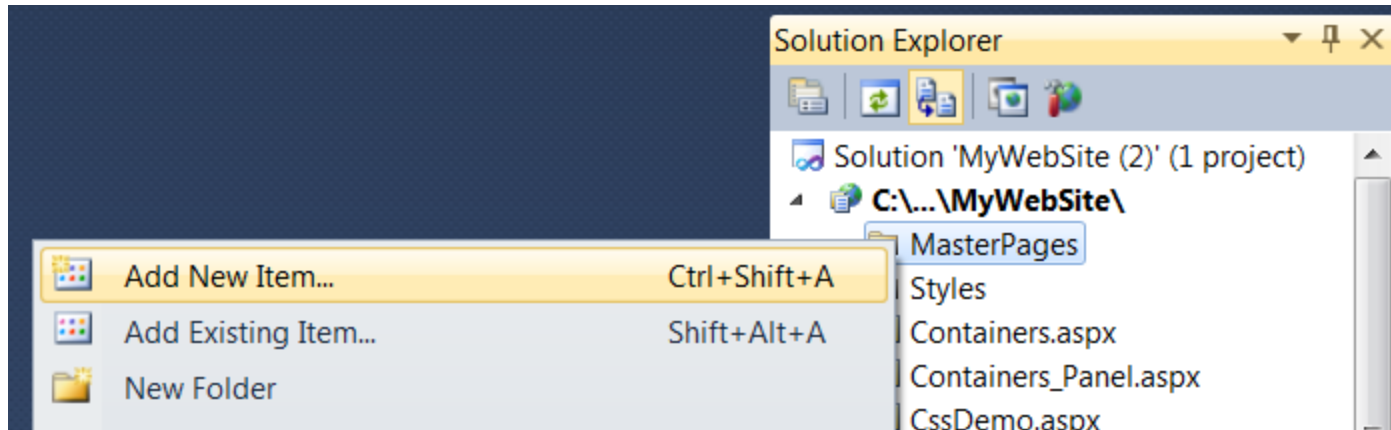 Solution Explorer
Solution 'MyWebSite (2)' (1 project)
C:\...\MyWebSite\
MasterPages
Add New Item... Ctrl+Shift+A
Styles
Add Existing Item... Shift+Alt+A
Containers.aspx
Containers_Panel.aspx
New Folder
CssDemo.aspx